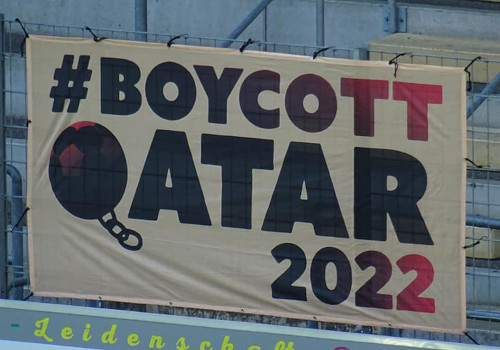 #BOYCOTT
QATAR
2022
Leidenschaft